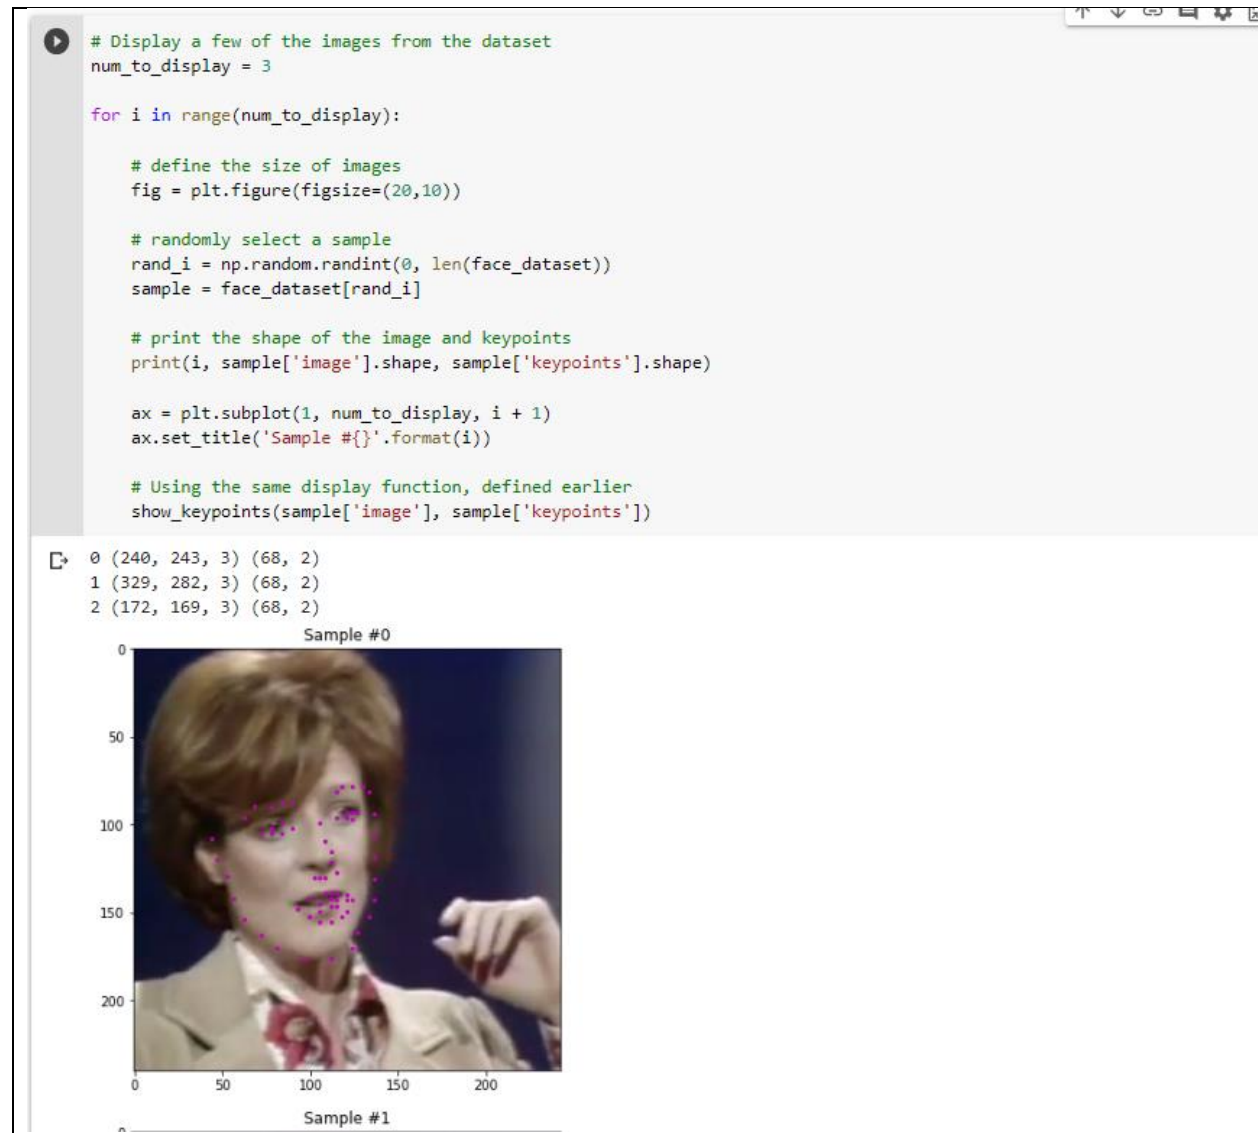 # Display a few of the images from the dataset
num_to_display = 3
for i in range(num_to_display):
# define the size of images
fig = plt.figure(figsize=(20,10))
# randomly select a sample
rand_i = np.random.randint(0, len(face_dataset))
sample = face_dataset[rand_i]
# print the shape of the image and keypoints
print(i, sample['image'].shape, sample['keypoints'].shape)
ax = plt.subplot(1, num_to_display, i + 1)
ax.set_title('Sample #{}'.format(i))
# Using the same display function, defined earlier
show_keypoints(sample['image'], sample['keypoints'])
0 (240, 243, 3) (68, 2)
1 (329, 282, 3) (68, 2)
2 (172, 169, 3) (68, 2)
Sample #0
0
50
100
150
200
0 50 100 150 200
Sample #1